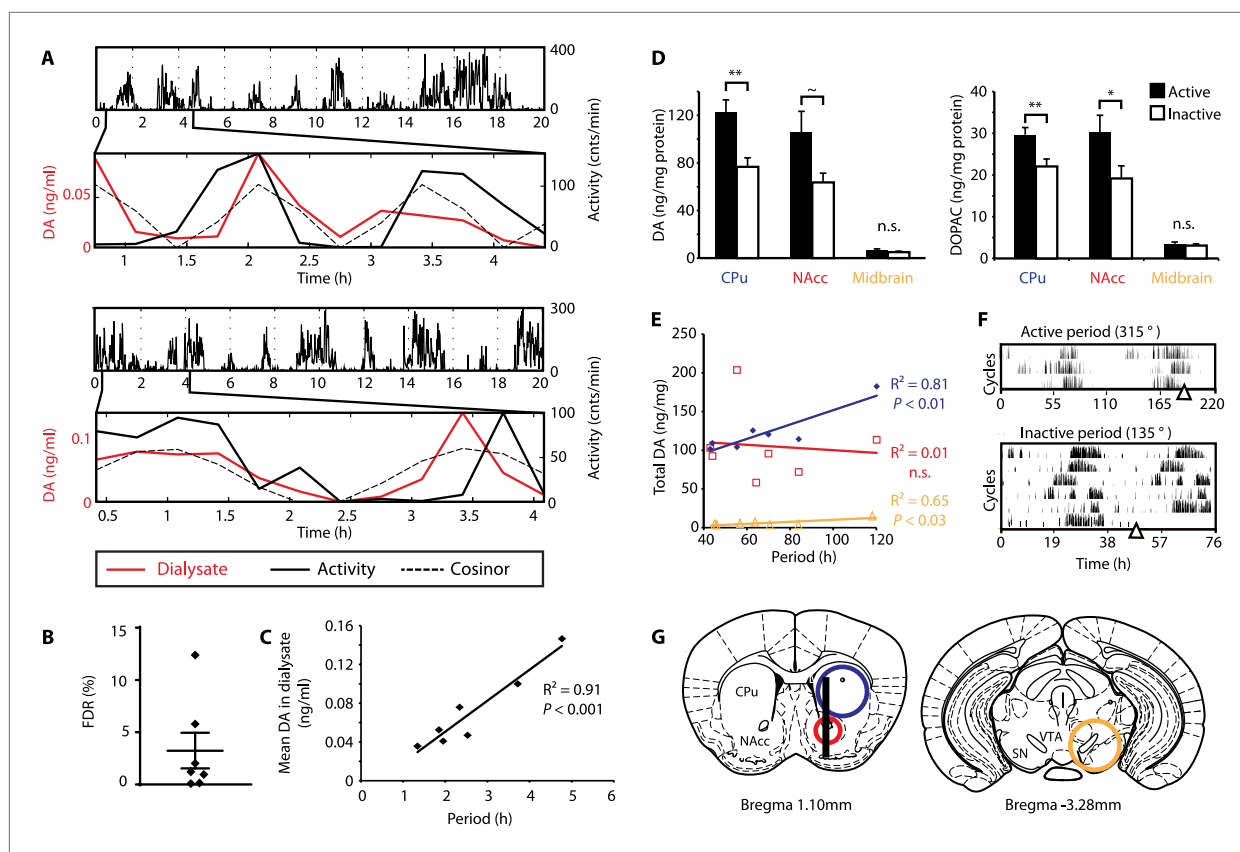 A
400
0
0 2 4 6 8 10 12 14 16 18 20
Activity (cnts/min)
DA (ng/ml)
0.05
0
100
0
1 1.5 2 2.5 3 3.5 4
Time (h)
300
0
0 2 4 6 8 10 12 14 16 18 20
Activity (cnts/min)
DA (ng/ml)
0.1
0
100
50
0
0.5 1 1.5 2 2.5 3 3.5 4
Time (h)
Dialysate Activity Cosinor
B
FDR (%)
15
10
5
0
C
Mean DA in dialysate
(ng/ml)
0.16
0.12
0.08
0.04
0.00
0 1 2 3 4 5 6
Period (h)
R² = 0.91
P < 0.001
D
DA (ng/mg protein)
120
80
40
0
** ~ n.s.
CPu NAcc Midbrain
DOPAC (ng/mg protein)
40
30
20
10
0
** * n.s.
CPu NAcc Midbrain
Active
Inactive
E
Total DA (ng/mg)
250
200
150
100
50
0
40 60 80 100 120
Period (h)
R² = 0.81
P < 0.01
R² = 0.01
n.s.
R² = 0.65
P < 0.03
F
Active period (315 °)
Cycles
0 55 110 165 220
Inactive period (135 °)
Cycles
0 19 38 57 76
Time (h)
G
CPu
NAcc
Bregma 1.10mm
VTA
SN
Bregma -3.28mm